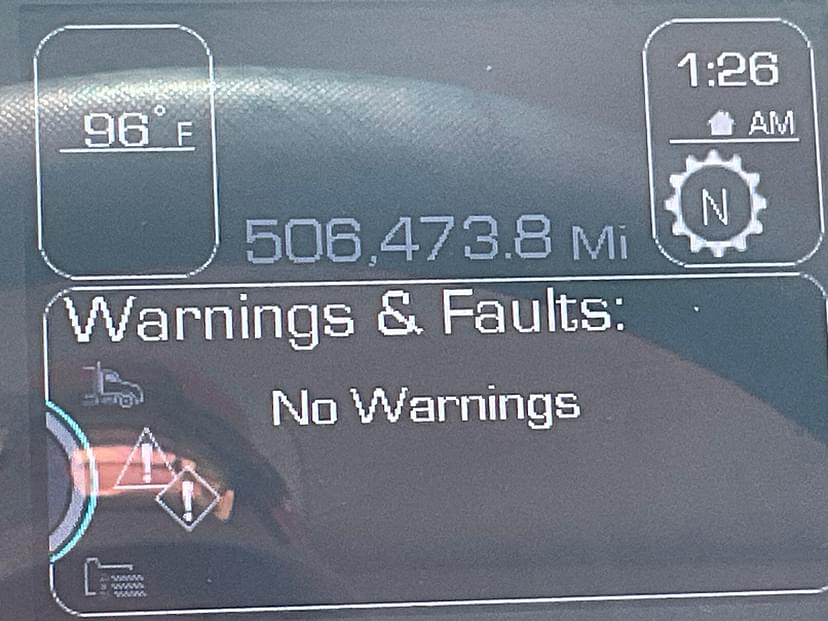 96° F
1:26
AM
N
506,473.8 Mi
Warnings & Faults:
No Warnings